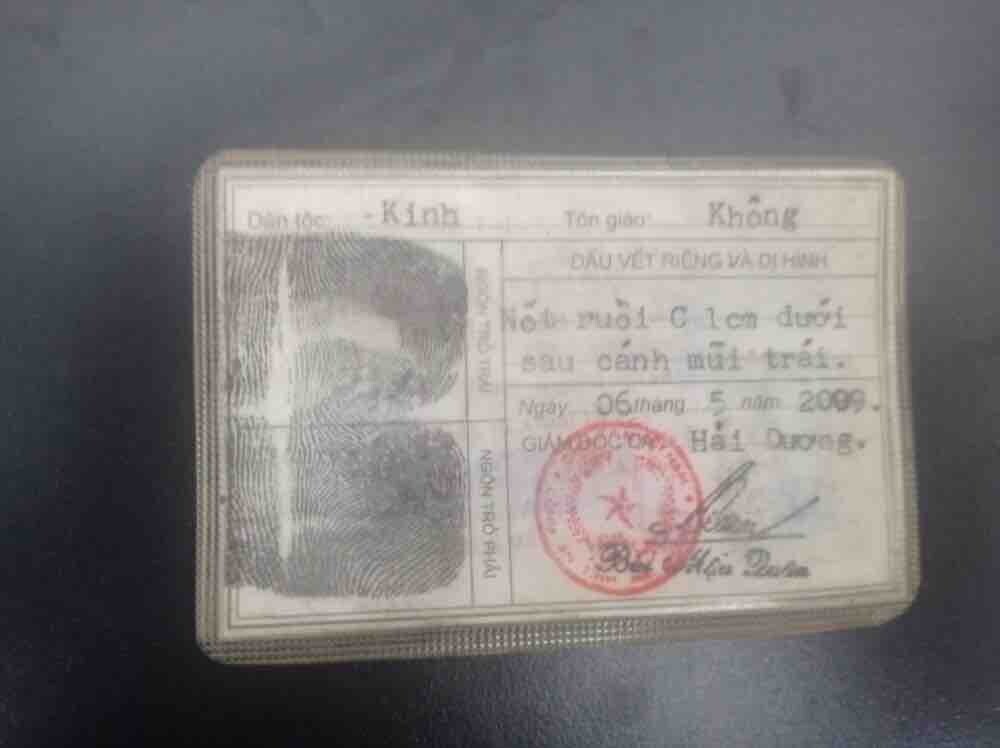 Dân tộc: -Kinh Tôn giáo: Không
NGÓN TRỎ TRÁI
NGÓN TRỎ PHẢI
DẤU VẾT RIÊNG VÀ DỊ HÌNH
Nốt ruồi C 1cm dưới
sau cánh mũi trái.
Ngày 06 tháng 5 năm 2009.
GIÁM ĐỐC CA Hải Dương.